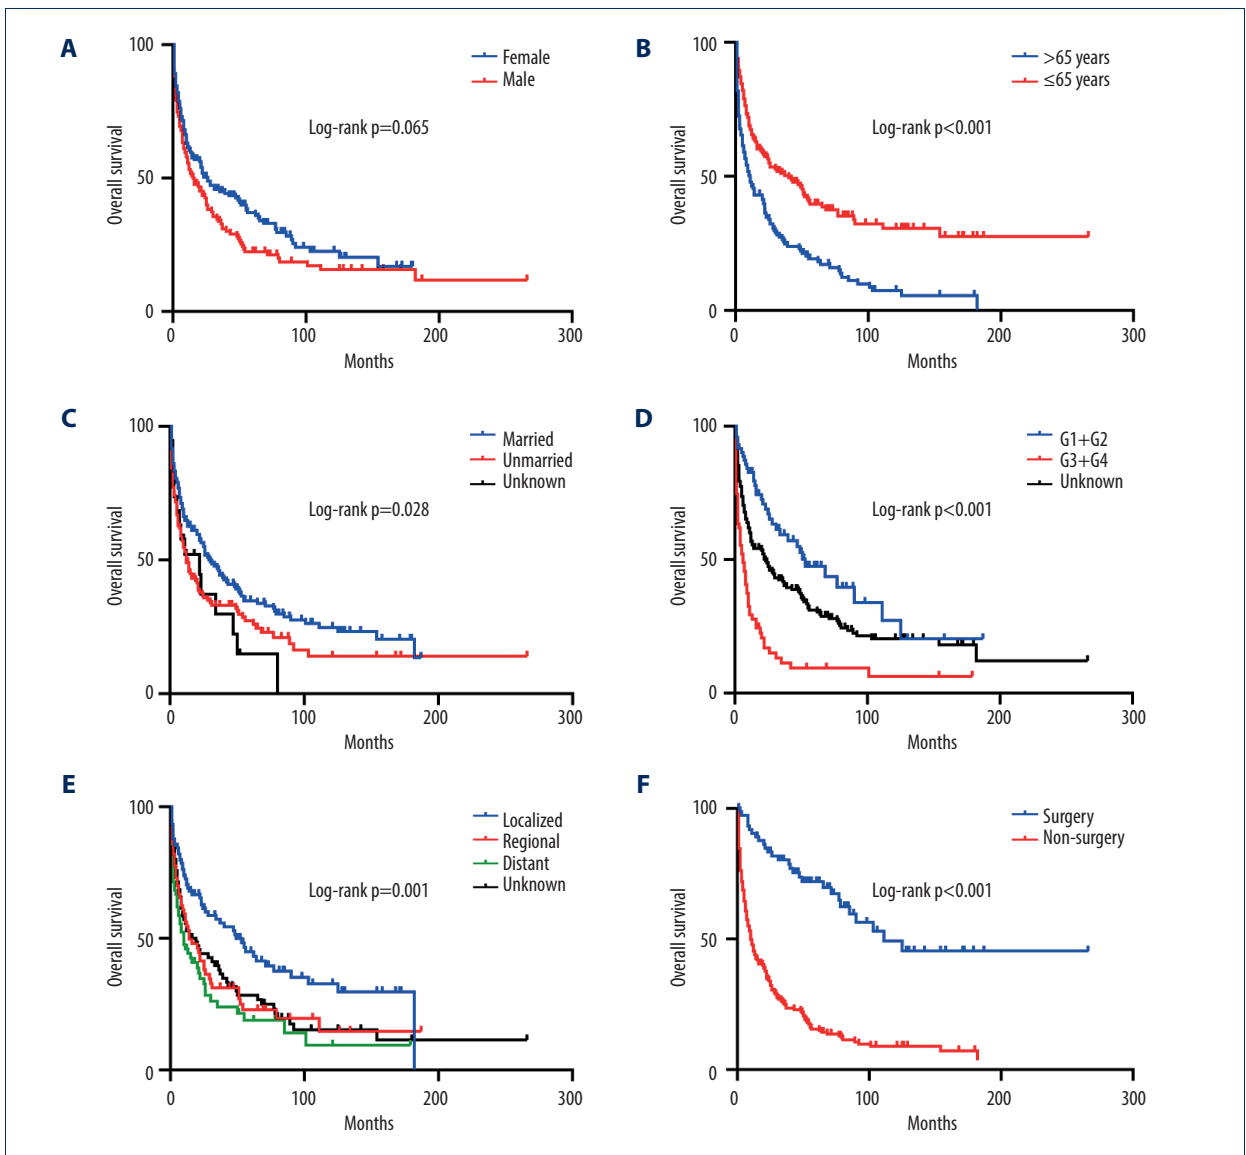 A
100
50
0
0
100
200
300
Overall survival
Months
Female
Male
Log-rank p=0.065
B
100
50
0
0
100
200
300
Overall survival
Months
>65 years
≤65 years
Log-rank p<0.001
C
100
50
0
0
100
200
300
Overall survival
Months
Married
Unmarried
Unknown
Log-rank p=0.028
D
100
50
0
0
100
200
300
Overall survival
Months
G1+G2
G3+G4
Unknown
Log-rank p<0.001
E
100
50
0
0
100
200
300
Overall survival
Months
Localized
Regional
Distant
Unknown
Log-rank p=0.001
F
100
50
0
0
100
200
300
Overall survival
Months
Surgery
Non-surgery
Log-rank p<0.001